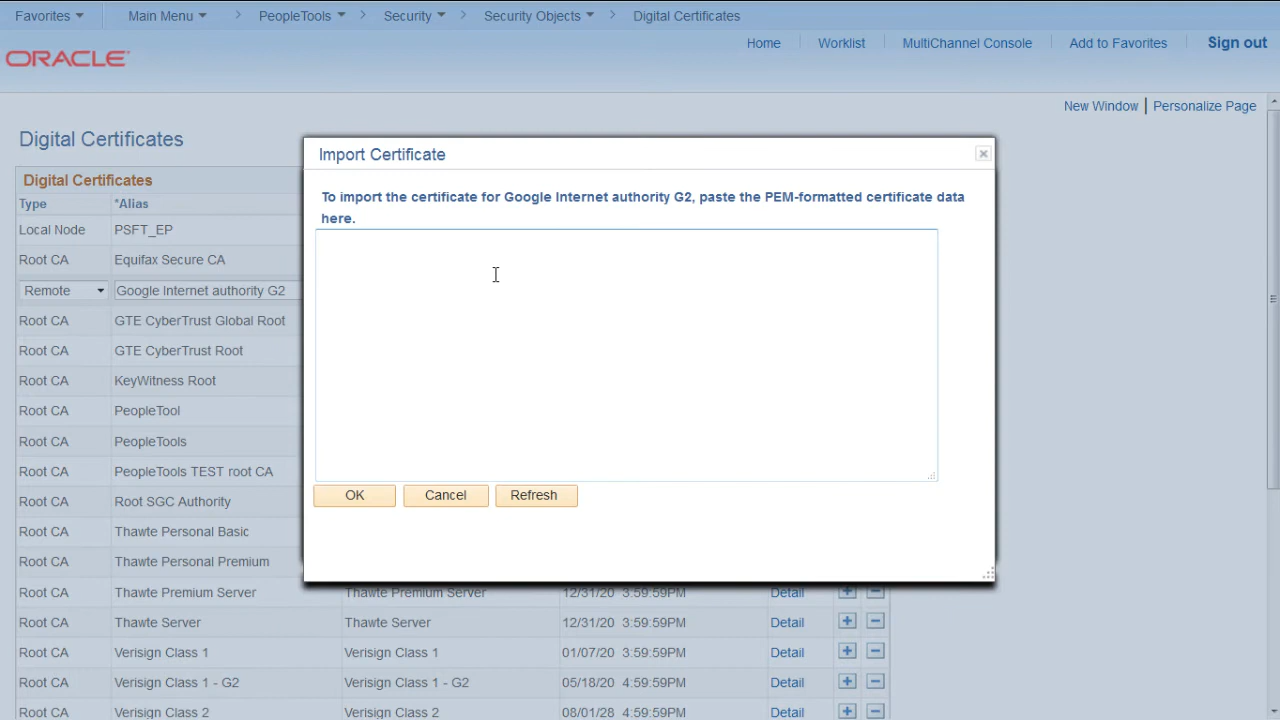 Favorites Main Menu PeopleTools Security Security Objects Digital Certificates
ORACLE
Home Worklist MultiChannel Console Add to Favorites Sign out
New Window | Personalize Page
Digital Certificates
Digital Certificates
Type *Alias
Local Node PSFT_EP
Root CA Equifax Secure CA
Remote Google Internet authority G2
Root CA GTE CyberTrust Global Root
Root CA GTE CyberTrust Root
Root CA KeyWitness Root
Root CA PeopleTool
Root CA PeopleTools
Root CA PeopleTools TEST root CA
Root CA Root SGC Authority
Root CA Thawte Personal Basic
Root CA Thawte Personal Premium
Root CA Thawte Premium Server Thawte Premium Server 12/31/20 3:59:59PM Detail
Root CA Thawte Server Thawte Server 12/31/20 3:59:59PM Detail
Root CA Verisign Class 1 Verisign Class 1 01/07/20 3:59:59PM Detail
Root CA Verisign Class 1 - G2 Verisign Class 1 - G2 05/18/20 4:59:59PM Detail
Root CA Verisign Class 2 Verisign Class 2 08/01/28 4:59:59PM Detail
Import Certificate
To import the certificate for Google Internet authority G2, paste the PEM-formatted certificate data
here.
OK Cancel Refresh